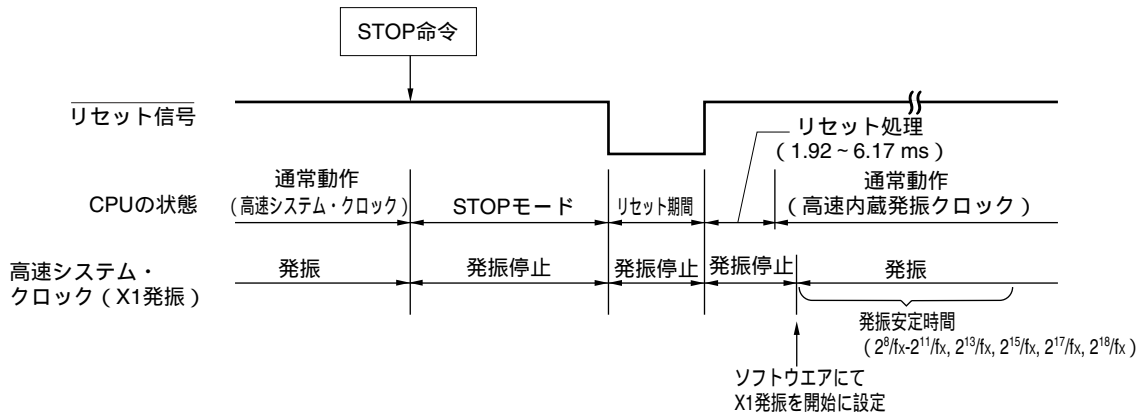 STOP命令
リセット信号
リセット処理
（1.92 ~ 6.17 ms）
CPUの状態
通常動作
（高速システム・クロック）
STOPモード
リセット期間
通常動作
（高速内蔵発振クロック）
高速システム・
クロック（X1発振）
発振
発振停止
発振停止
発振停止
発振
発振安定時間
（2⁸/fx-2¹¹/fx, 2¹³/fx, 2¹⁵/fx, 2¹⁷/fx, 2¹⁸/fx）
ソフトウエアにて
X1発振を開始に設定